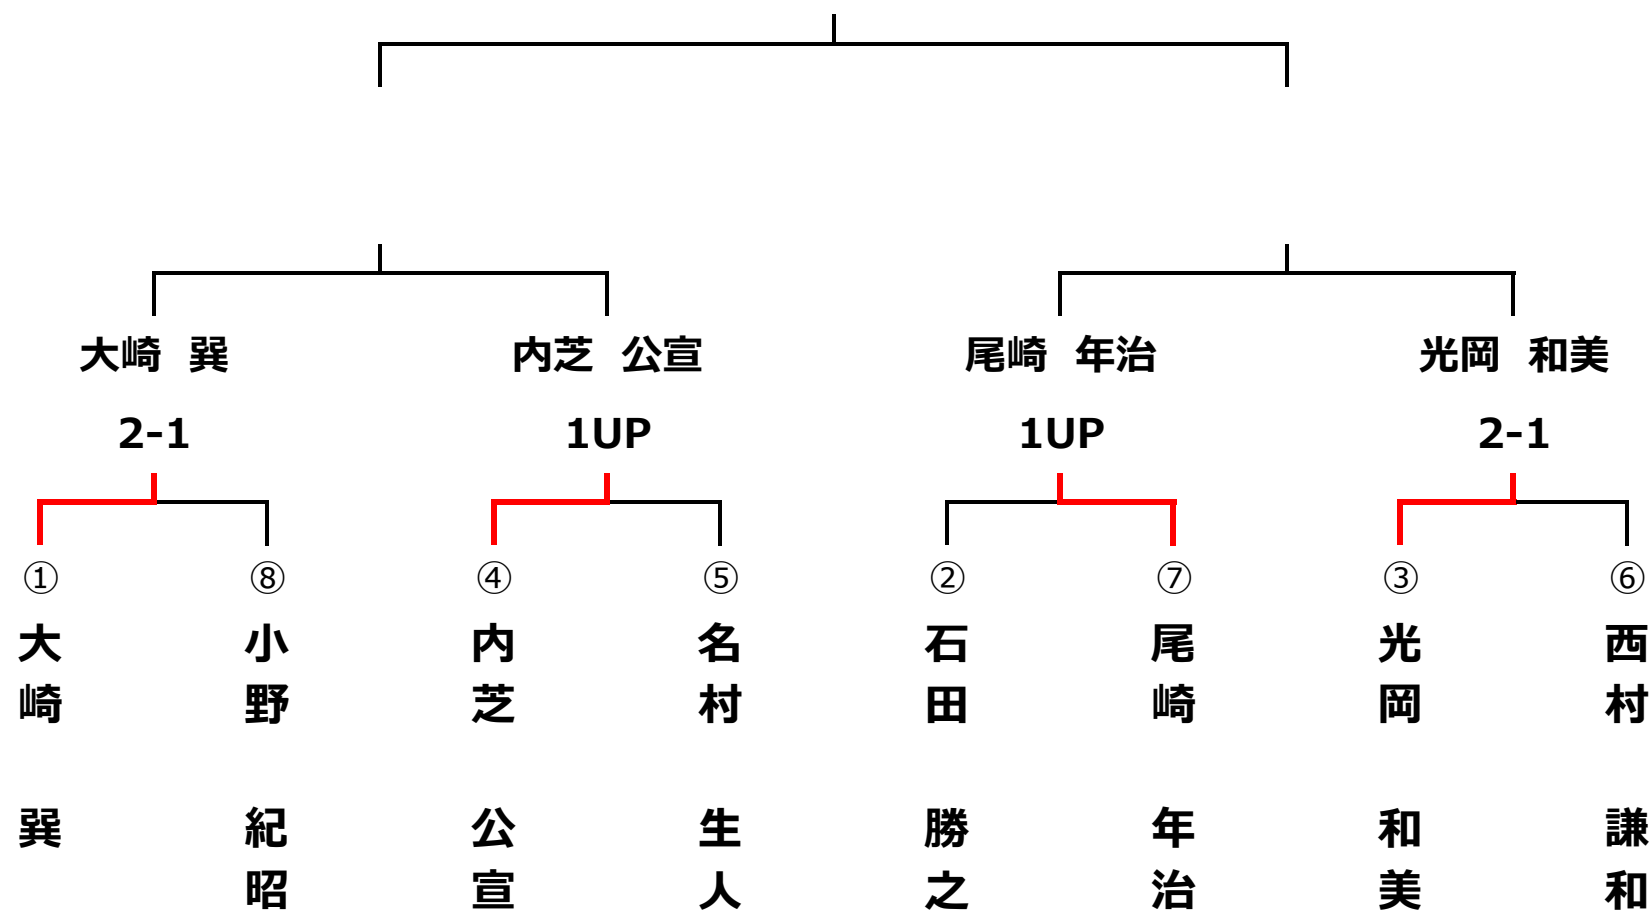 大崎 巽
内芝 公宣
尾崎 年治
光岡 和美
2-1
1UP
1UP
2-1
①
⑧
④
⑤
②
⑦
③
⑥
大崎 巽
小野 紀昭
内芝 公宣
名村 生人
石田 勝之
尾崎 年治
光岡 和美
西村 謙和